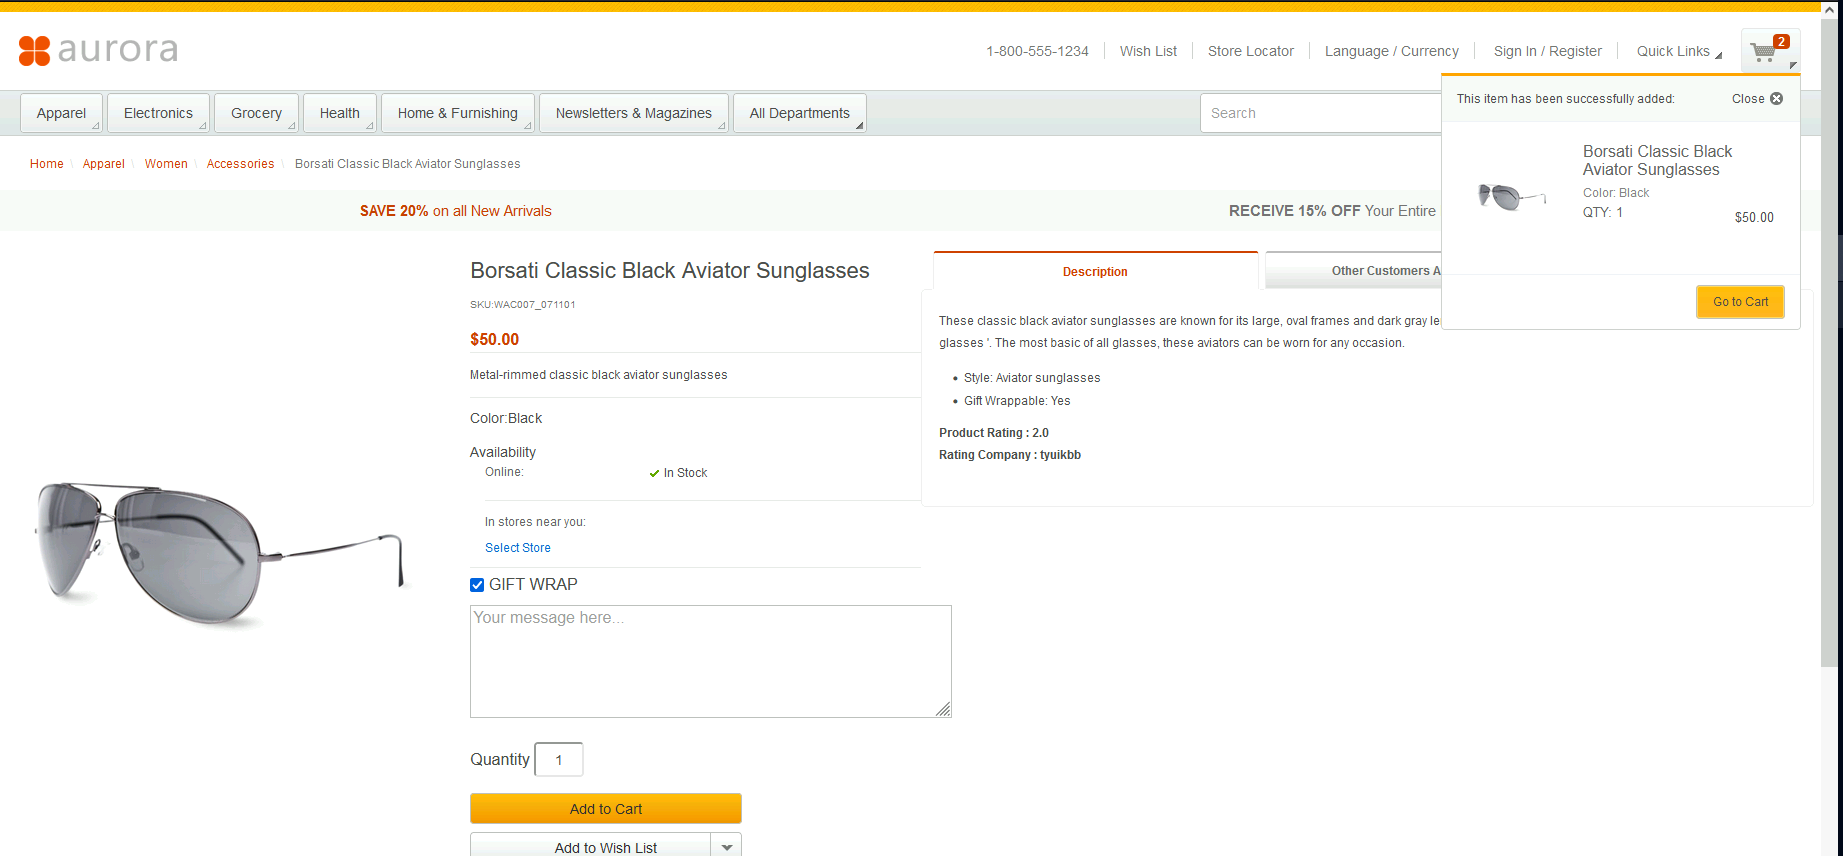 aurora
1-800-555-1234
Wish List
Store Locator
Language / Currency
Sign In / Register
Quick Links
2
Apparel
Electronics
Grocery
Health
Home & Furnishing
Newsletters & Magazines
All Departments
Search
This item has been successfully added:
Close
Borsati Classic Black
Aviator Sunglasses
Color: Black
QTY: 1
$50.00
Go to Cart
Home \ Apparel \ Women \ Accessories \ Borsati Classic Black Aviator Sunglasses
SAVE 20% on all New Arrivals
RECEIVE 15% OFF Your Entire
Borsati Classic Black Aviator Sunglasses
SKU:WAC007_071101
$50.00
Metal-rimmed classic black aviator sunglasses
Color:Black
Availability
Online:
In Stock
In stores near you:
Select Store
GIFT WRAP
Your message here...
Quantity 1
Add to Cart
Add to Wish List
Description
Other Customers A
These classic black aviator sunglasses are known for its large, oval frames and dark gray le
glasses '. The most basic of all glasses, these aviators can be worn for any occasion.
• Style: Aviator sunglasses
• Gift Wrappable: Yes
Product Rating : 2.0
Rating Company : tyuikbb